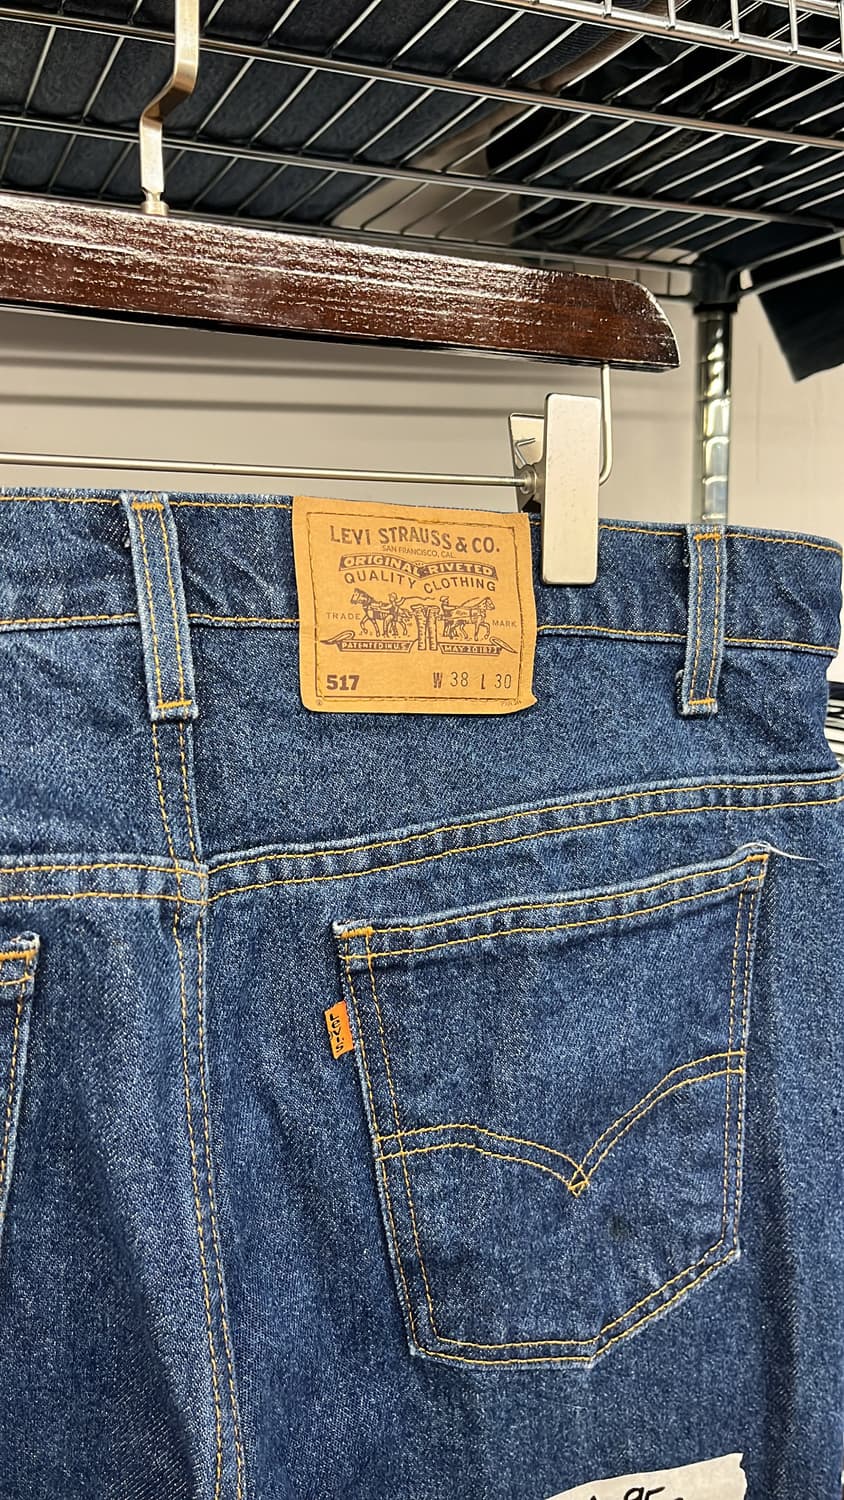 LEVI STRAUSS & CO.
SAN FRANCISCO, CAL.
ORIGINAL RIVETED
QUALITY CLOTHING
TRADE MARK
PATENTED IN U.S. MAY 20 1873
517 W 38 L 30
®
LEVI'S
95